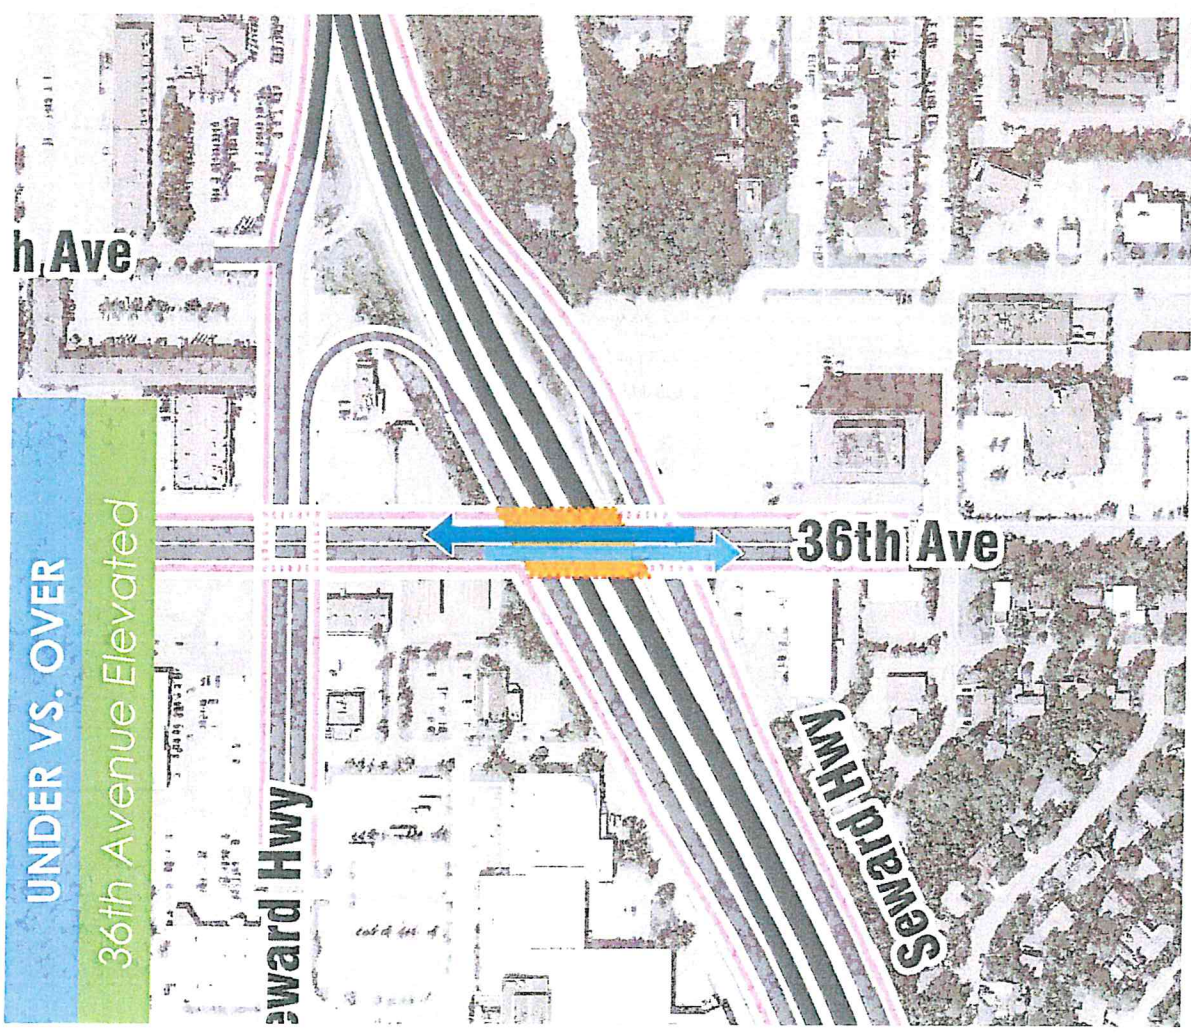 h Ave
36th Ave
UNDER VS. OVER
36th Avenue Elevated
eward Hwy
Seward Hwy